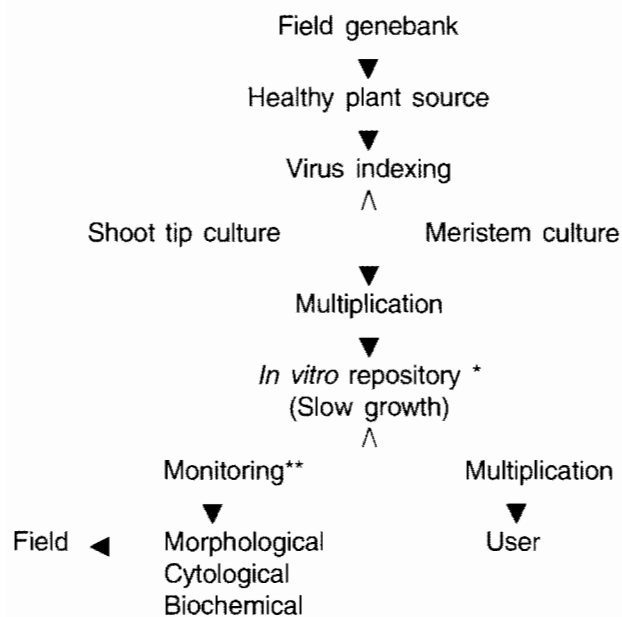 Field genebank
Healthy plant source
Virus indexing
Shoot tip culture Meristem culture
Multiplication
In vitro repository *
(Slow growth)
Monitoring** Multiplication
Field Morphological User
Cytological
Biochemical